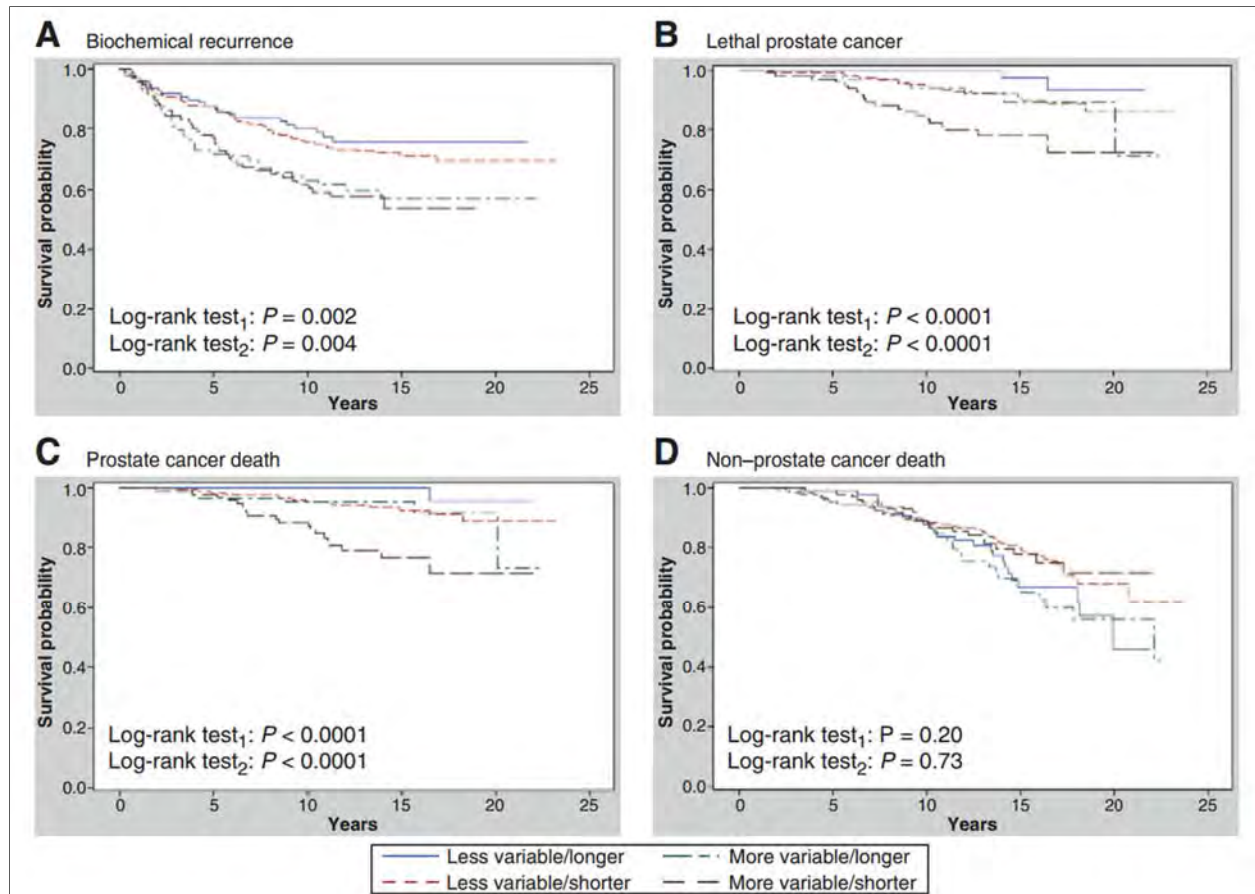 A Biochemical recurrence
Survival probability
1.0
0.8
0.6
0.4
0.2
0.0
Log-rank test1: P = 0.002
Log-rank test2: P = 0.004
0 5 10 15 20 25
Years
B Lethal prostate cancer
Survival probability
1.0
0.8
0.6
0.4
0.2
0.0
Log-rank test1: P < 0.0001
Log-rank test2: P < 0.0001
0 5 10 15 20 25
Years
C Prostate cancer death
Survival probability
1.0
0.8
0.6
0.4
0.2
0.0
Log-rank test1: P < 0.0001
Log-rank test2: P < 0.0001
0 5 10 15 20 25
Years
D Non–prostate cancer death
Survival probability
1.0
0.8
0.6
0.4
0.2
0.0
Log-rank test1: P = 0.20
Log-rank test2: P = 0.73
0 5 10 15 20 25
Years
Less variable/longer More variable/longer
Less variable/shorter More variable/shorter